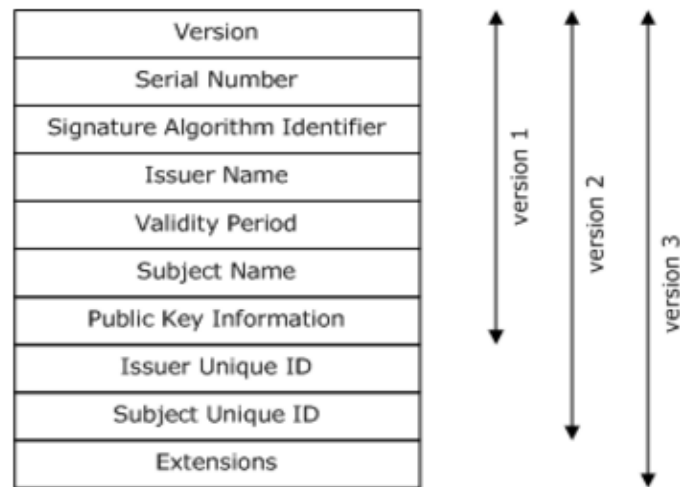 Version
Serial Number
Signature Algorithm Identifier
Issuer Name
Validity Period
Subject Name
Public Key Information
Issuer Unique ID
Subject Unique ID
Extensions
version 1
version 2
version 3